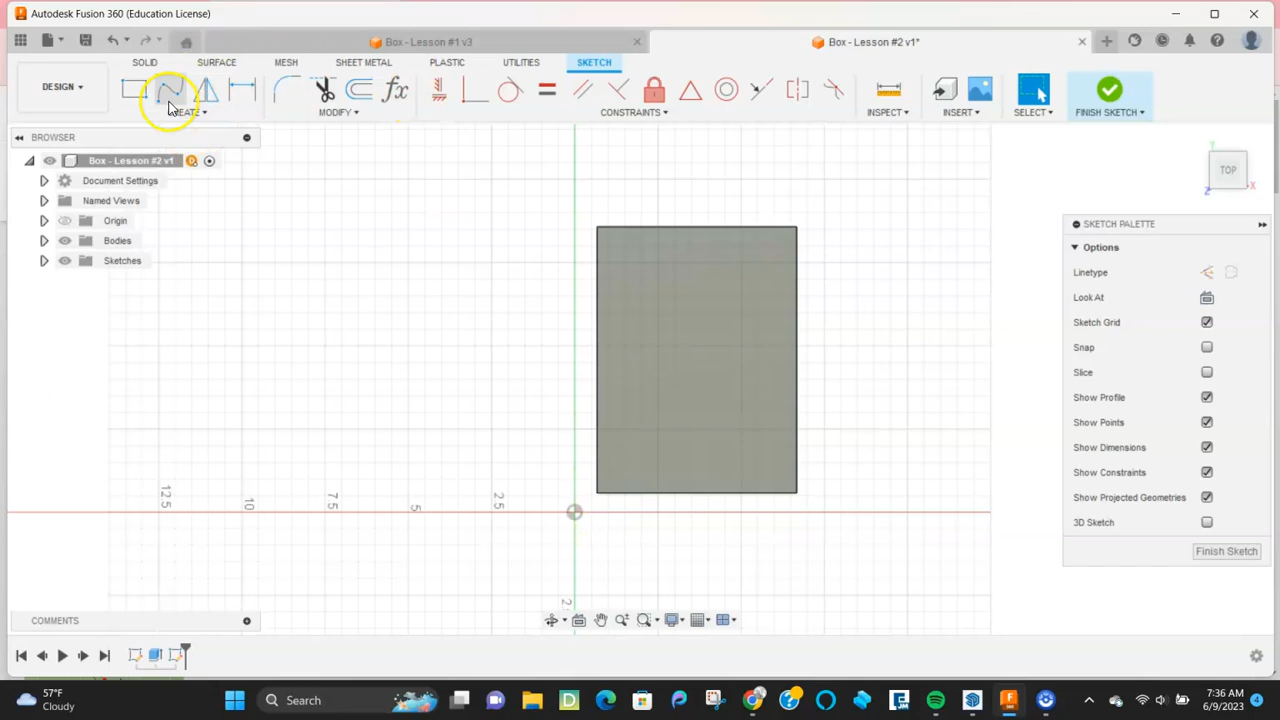 Autodesk Fusion 360 (Education License)
Box - Lesson #1 v3
Box - Lesson #2 v1*
SOLID SURFACE MESH SHEET METAL PLASTIC UTILITIES SKETCH
DESIGN
fx
MODIFY CONSTRAINTS INSPECT INSERT SELECT FINISH SKETCH
BROWSER
Box - Lesson #2 v1
Document Settings
Named Views
Origin
Bodies
Sketches
TOP
Y
X
Z
SKETCH PALETTE
Options
Linetype
Look At
Sketch Grid
Snap
Slice
Show Profile
Show Points
Show Dimensions
Show Constraints
Show Projected Geometries
3D Sketch
Finish Sketch
12.5 10 7.5 5 2.5
COMMENTS
57°F
Cloudy
Search
7:36 AM
6/9/2023
4